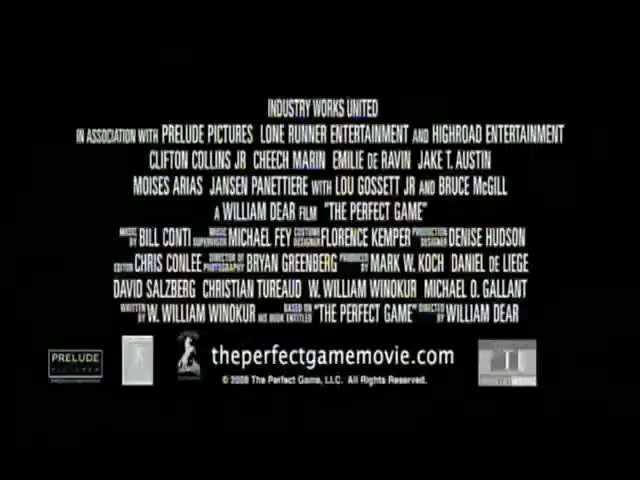 INDUSTRY WORKS UNITED
IN ASSOCIATION WITH PRELUDE PICTURES LONE RUNNER ENTERTAINMENT AND HIGHROAD ENTERTAINMENT
CLIFTON COLLINS JR CHEECH MARIN EMILIE DE RAVIN JAKE T. AUSTIN
MOISES ARIAS JANSEN PANETTIERE WITH LOU GOSSETT JR AND BRUCE McGILL
A WILLIAM DEAR FILM "THE PERFECT GAME"
MUSIC BY BILL CONTI MUSIC SUPERVISOR MICHAEL FEY COSTUME DESIGNER FLORENCE KEMPER PRODUCTION DESIGNER DENISE HUDSON
EDITOR CHRIS CONLEE DIRECTOR OF PHOTOGRAPHY BRYAN GREENBERG PRODUCED BY MARK W. KOCH DANIEL DE LIEGE
DAVID SALZBERG CHRISTIAN TUREAUD W. WILLIAM WINOKUR MICHAEL O. GALLANT
WRITTEN BY W. WILLIAM WINOKUR BASED ON HIS BOOK ENTITLED "THE PERFECT GAME" DIRECTED BY WILLIAM DEAR
PRELUDE PICTURES theperfectgamemovie.com
© 2009 The Perfect Game, LLC. All Rights Reserved.